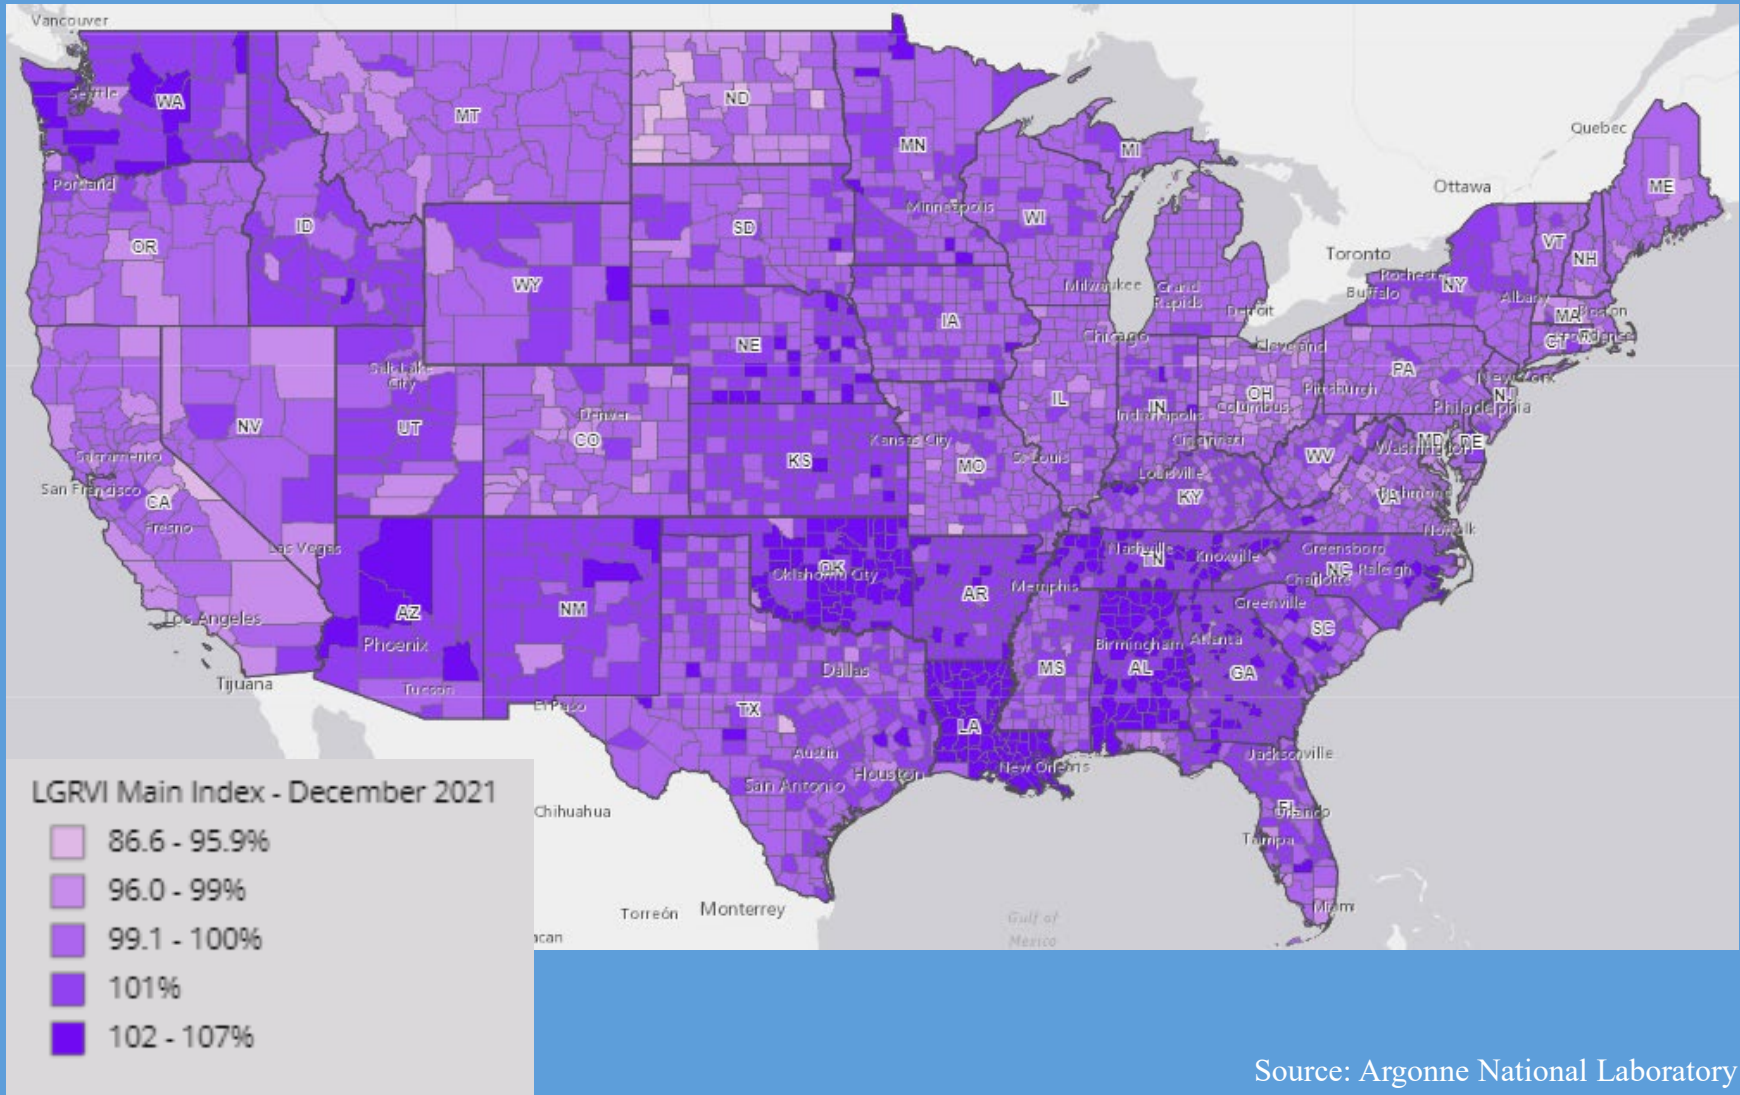 Vancouver
Quebec
Seattle
WA
MT
ND
MN
MI
Ottawa
ME
Portland
OR
ID
WY
SD
Minneapolis
WI
Toronto
VT
NH
Milwaukee
Grand
Rapids
Detroit
Buffalo
NY
Albany
MA
CT
IA
NE
Chicago
Cleveland
PA
Pittsburgh
NJ
Philadelphia
Salt Lake
City
NV
UT
Denver
CO
KS
Kansas City
MO
St. Louis
IL
IN
Indianapolis
OH
Columbus
Cincinnati
WV
Washington
MD
DE
Sacramento
San Francisco
CA
Fresno
Las Vegas
Louisville
KY
VA
Richmond
Norfolk
Los Angeles
AZ
Phoenix
Tucson
Tijuana
NM
El Paso
OK
Oklahoma City
AR
Memphis
Nashville
TN
Knoxville
Greensboro
NC
Raleigh
Charlotte
Greenville
SC
Birmingham
AL
Atlanta
GA
MS
LA
New Orleans
Dallas
TX
Austin
Houston
San Antonio
Jacksonville
FL
Orlando
Tampa
Miami
Chihuahua
Torreón
Monterrey
Gulf of
Mexico
LGRVI Main Index - December 2021
86.6 - 95.9%
96.0 - 99%
99.1 - 100%
101%
102 - 107%
Source: Argonne National Laboratory